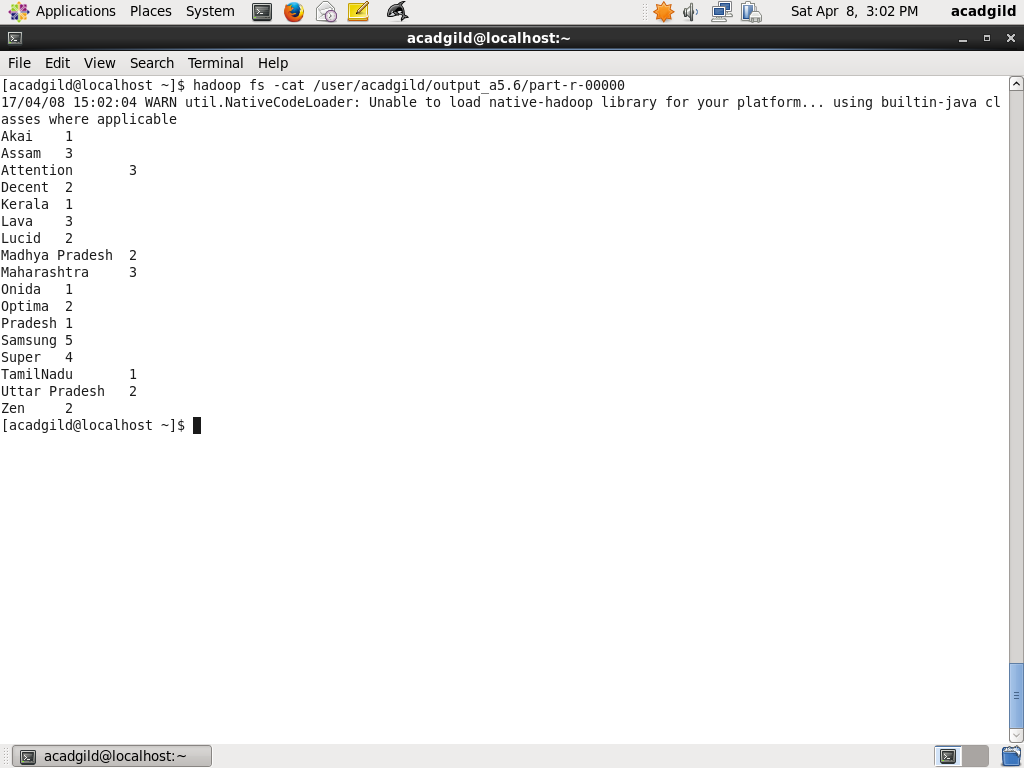 Applications Places System Sat Apr 8, 3:02 PM acadgild
acadgild@localhost:~
File Edit View Search Terminal Help
[acadgild@localhost ~]$ hadoop fs -cat /user/acadgild/output_a5.6/part-r-00000
17/04/08 15:02:04 WARN util.NativeCodeLoader: Unable to load native-hadoop library for your platform... using builtin-java cl
asses where applicable
Akai 1
Assam 3
Attention 3
Decent 2
Kerala 1
Lava 3
Lucid 2
Madhya Pradesh 2
Maharashtra 3
Onida 1
Optima 2
Pradesh 1
Samsung 5
Super 4
TamilNadu 1
Uttar Pradesh 2
Zen 2
[acadgild@localhost ~]$
acadgild@localhost:~